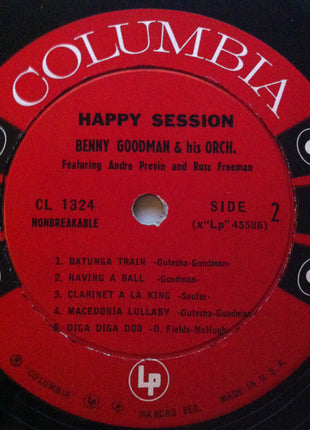 COLUMBIA
HAPPY SESSION
BENNY GOODMAN & his ORCH.
Featuring Andre Previn and Russ Freeman
CL 1324
NONBREAKABLE
SIDE 2
(x"Lp" 45586)
1. BATUNGA TRAIN -Gutesha-Goodman-
2. HAVING A BALL -Goodman-
3. CLARINET A LA KING -Sauter-
4. MACEDONIA LULLABY -Gutesha-Goodman-
5. DIGA DIGA DOO -D. Fields-McHugh-
Lp
® "COLUMBIA" MARCAS REG. MADE IN U.S.A.